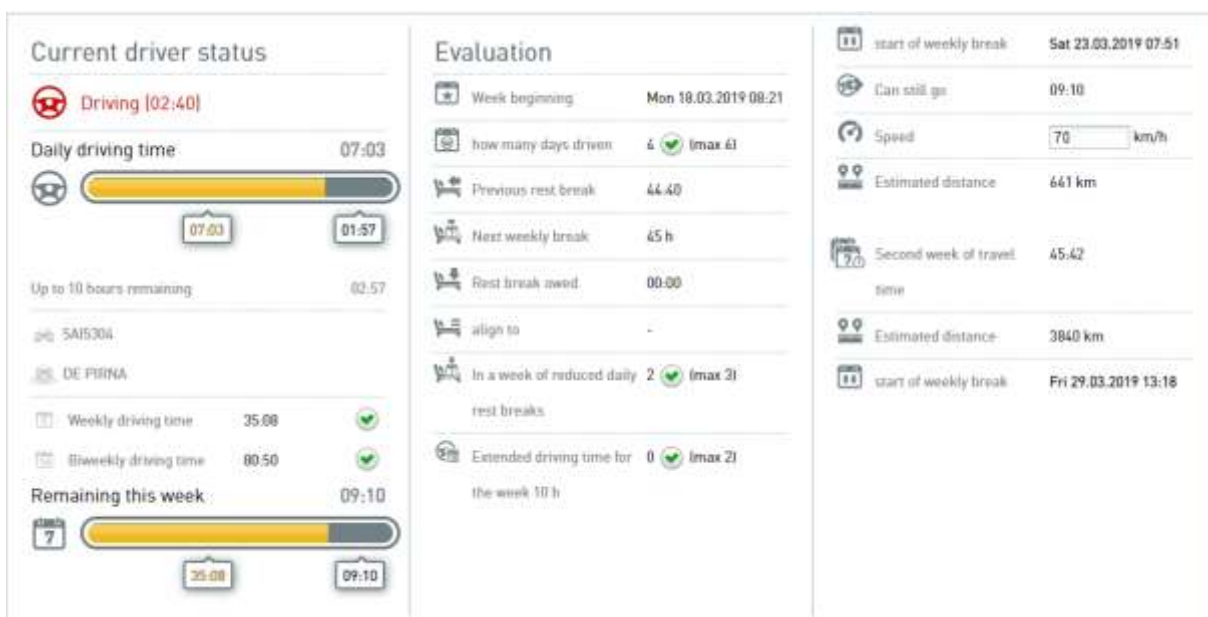 Current driver status
Driving (02:40)
Daily driving time 07:03
07:03 01:57
Up to 10 hours remaining 02:57
SAI5304
DE PIRNA
Weekly driving time 35:08
Biweekly driving time 80:50
Remaining this week 09:10
7
35:08 09:10
Evaluation
Week beginning Mon 18.03.2019 08:21
how many days driven 4 (max 6)
Previous rest break 44:40
Next weekly break 45 h
Rest break owed 00:00
align to -
In a week of reduced daily 2 (max 3)
rest breaks
Extended driving time for 0 (max 2)
the week 10 h
start of weekly break Sat 23.03.2019 07:51
Can still go 09:10
Speed 70 km/h
Estimated distance 641 km
Second week of travel 45:42
time
Estimated distance 3840 km
start of weekly break Fri 29.03.2019 13:18